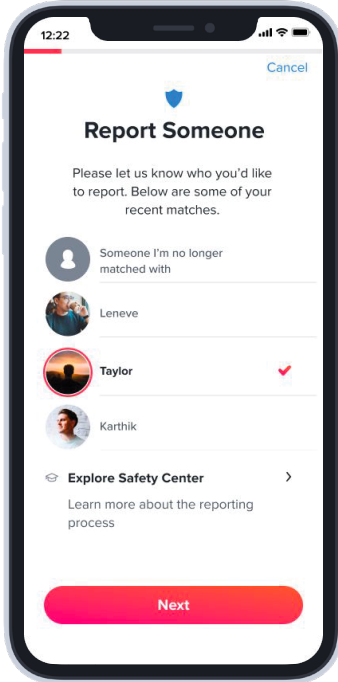 12:22
Cancel
Report Someone
Please let us know who you’d like
to report. Below are some of your
recent matches.
Someone I’m no longer
matched with
Leneve
Taylor
Karthik
Explore Safety Center
Learn more about the reporting
process
Next